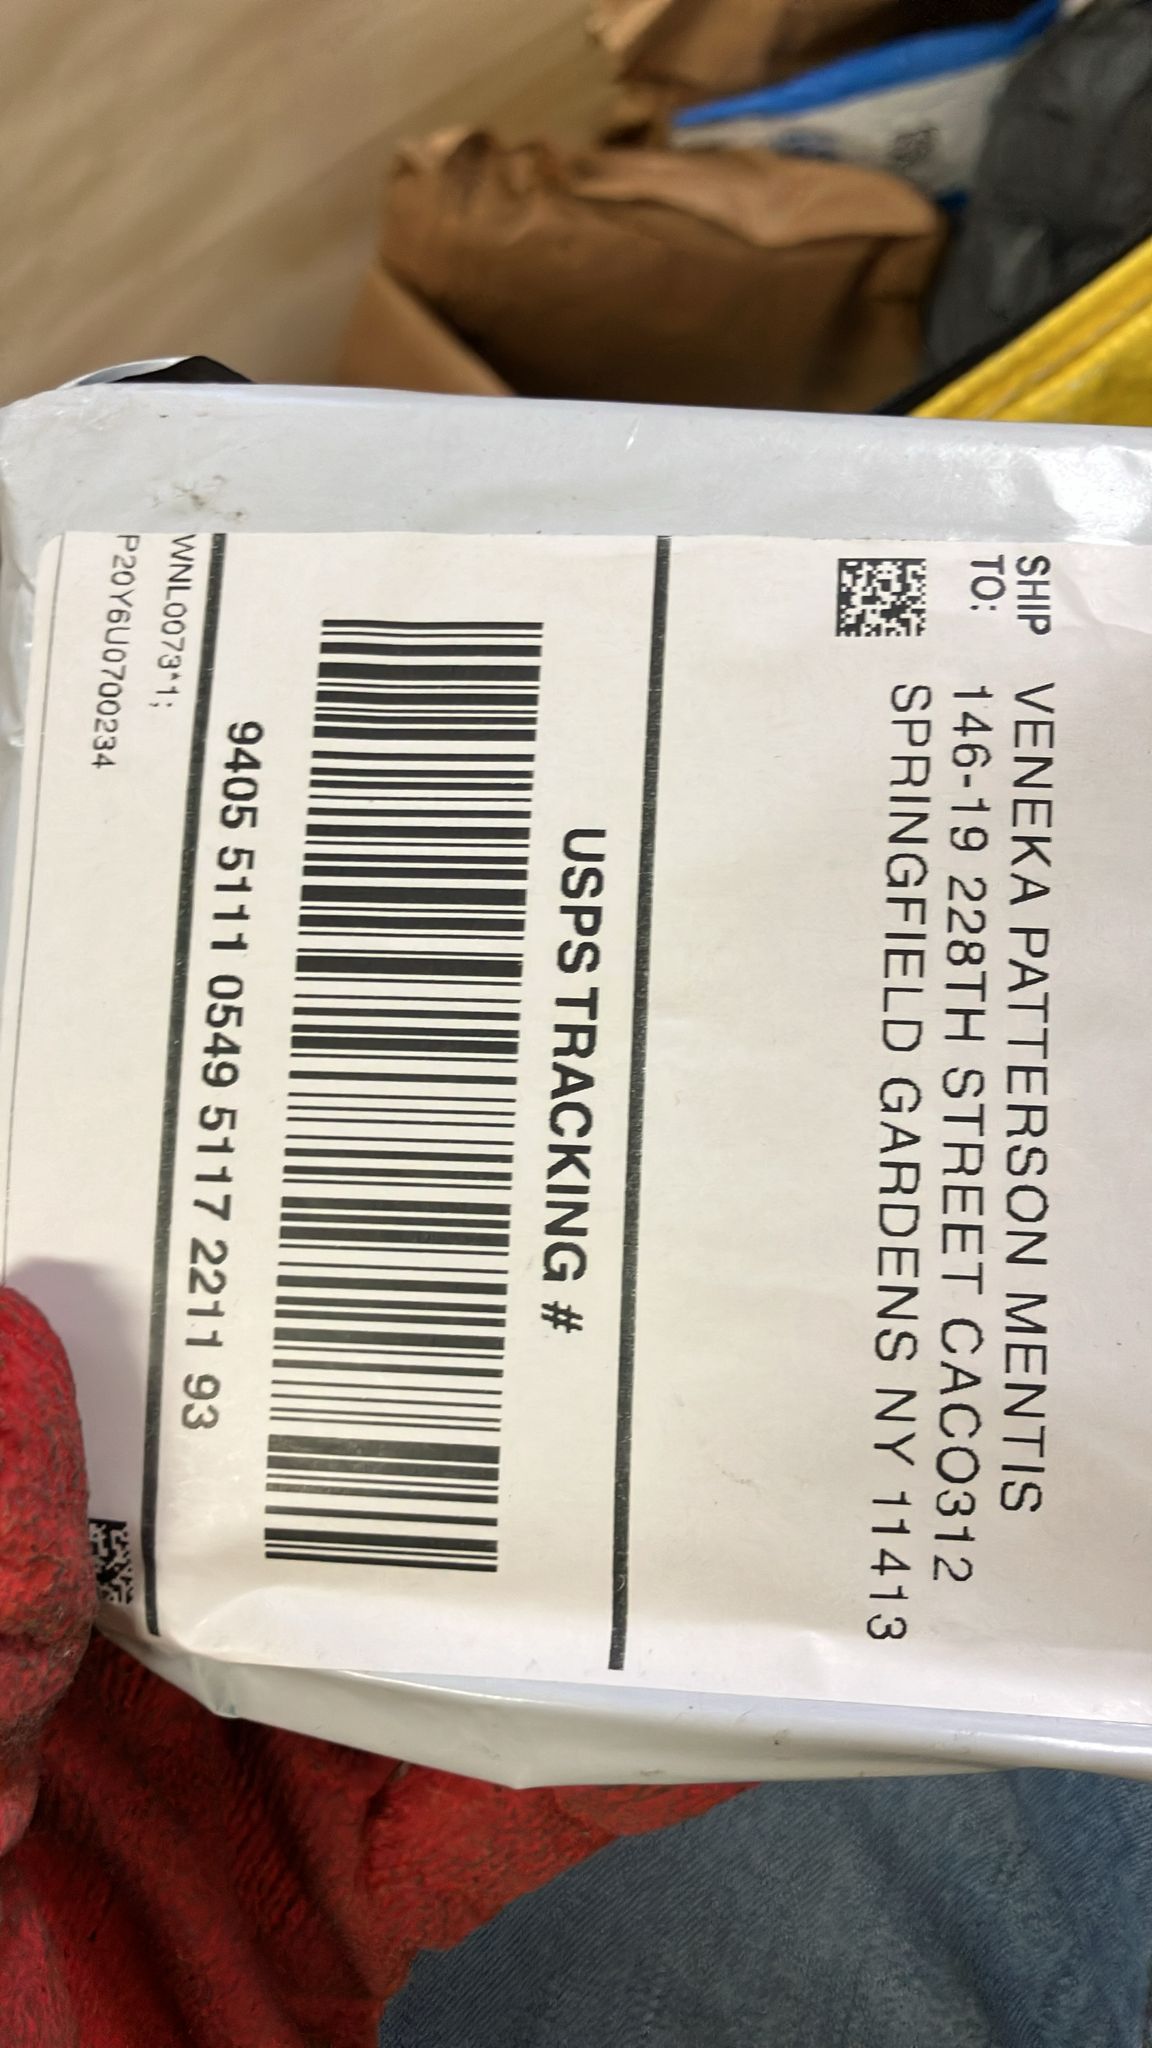 SHIP
TO:
VENEKA PATTERSON MENTIS
146-19 228TH STREET CACO312
SPRINGFIELD GARDENS NY 11413
USPS TRACKING #
9405 5111 0549 5117 2211 93
WNL0073*1;
P20Y6U0700234